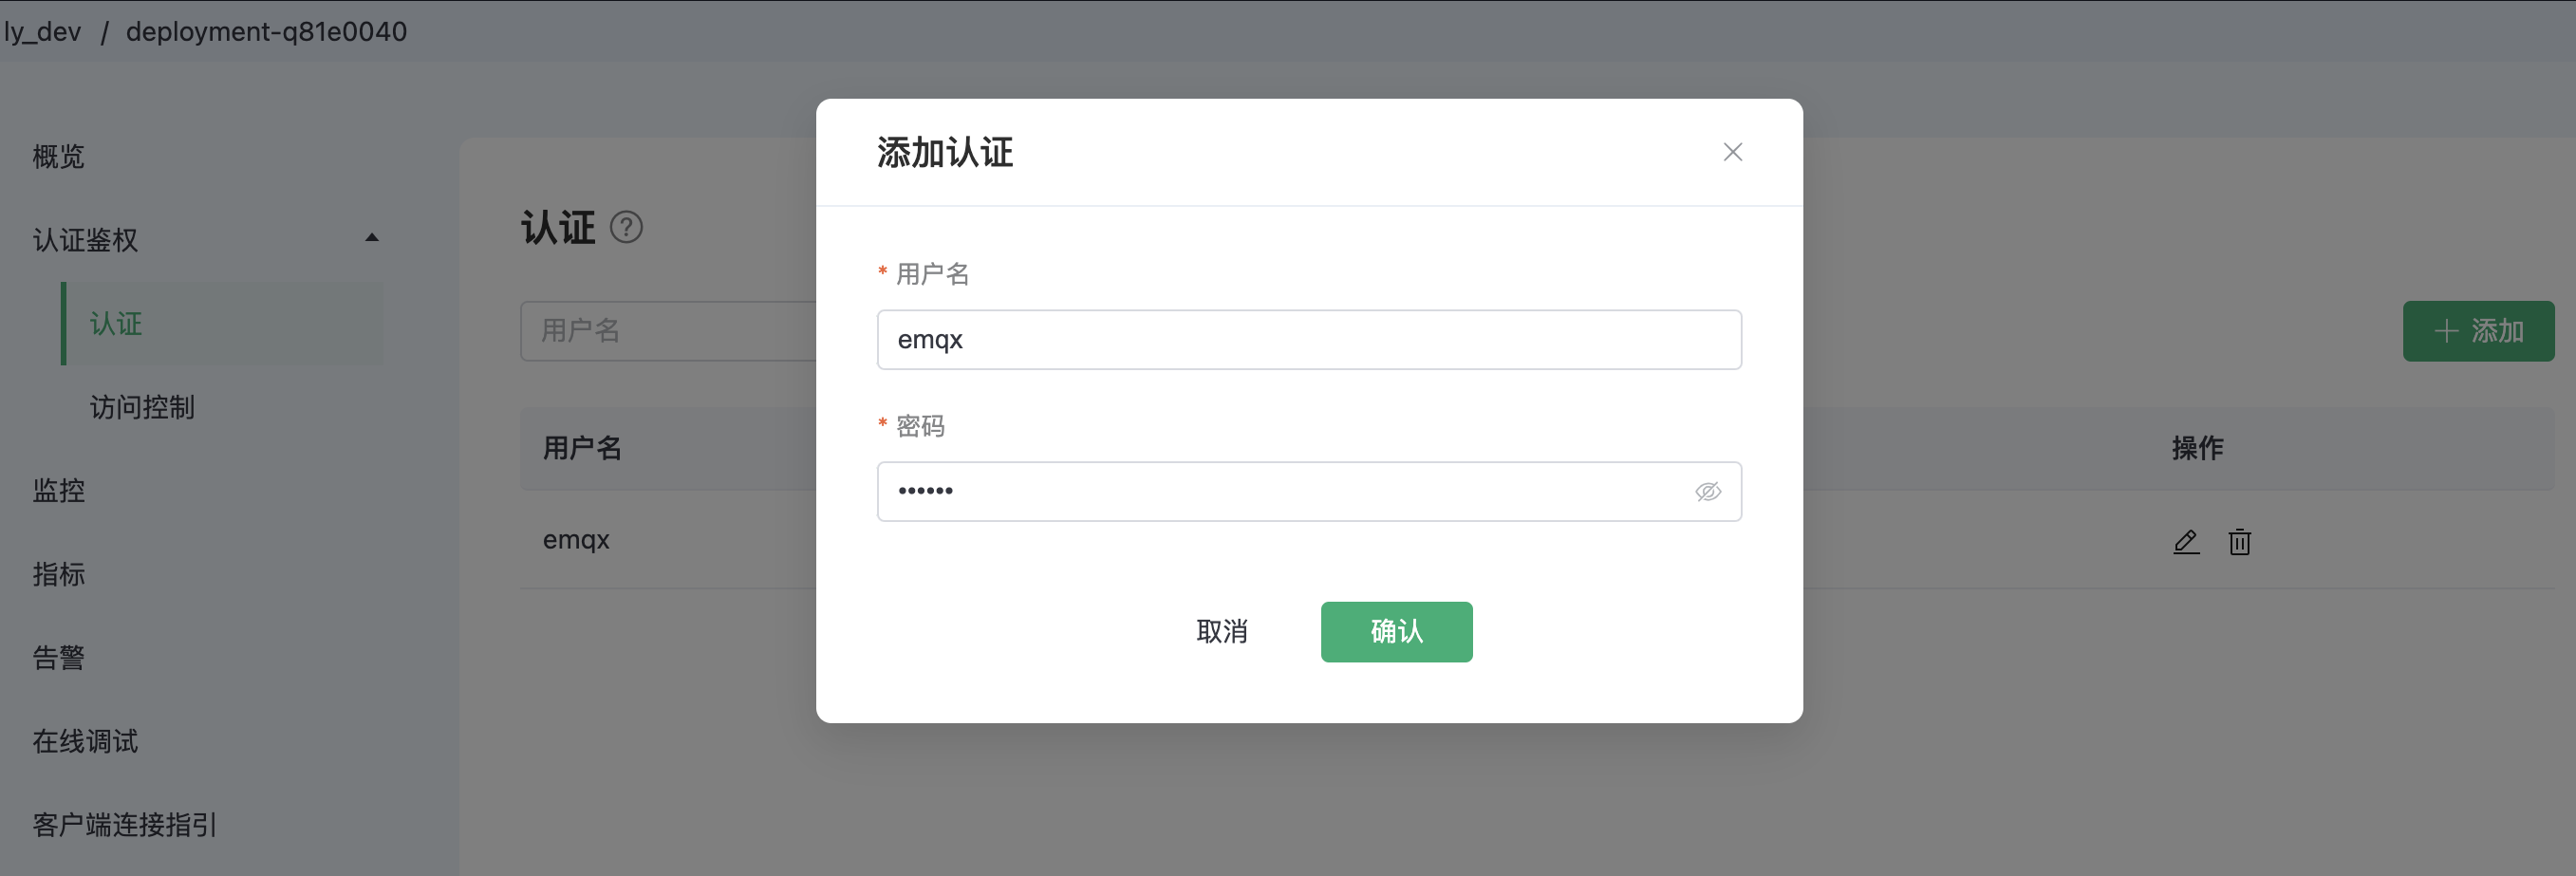 ly_dev / deployment-q81e0040
概览
认证鉴权
认证
访问控制
监控
指标
告警
在线调试
客户端连接指引
认证 ?
用户名
添加
用户名
操作
emqx
添加认证
* 用户名
emqx
* 密码
••••••
取消
确认